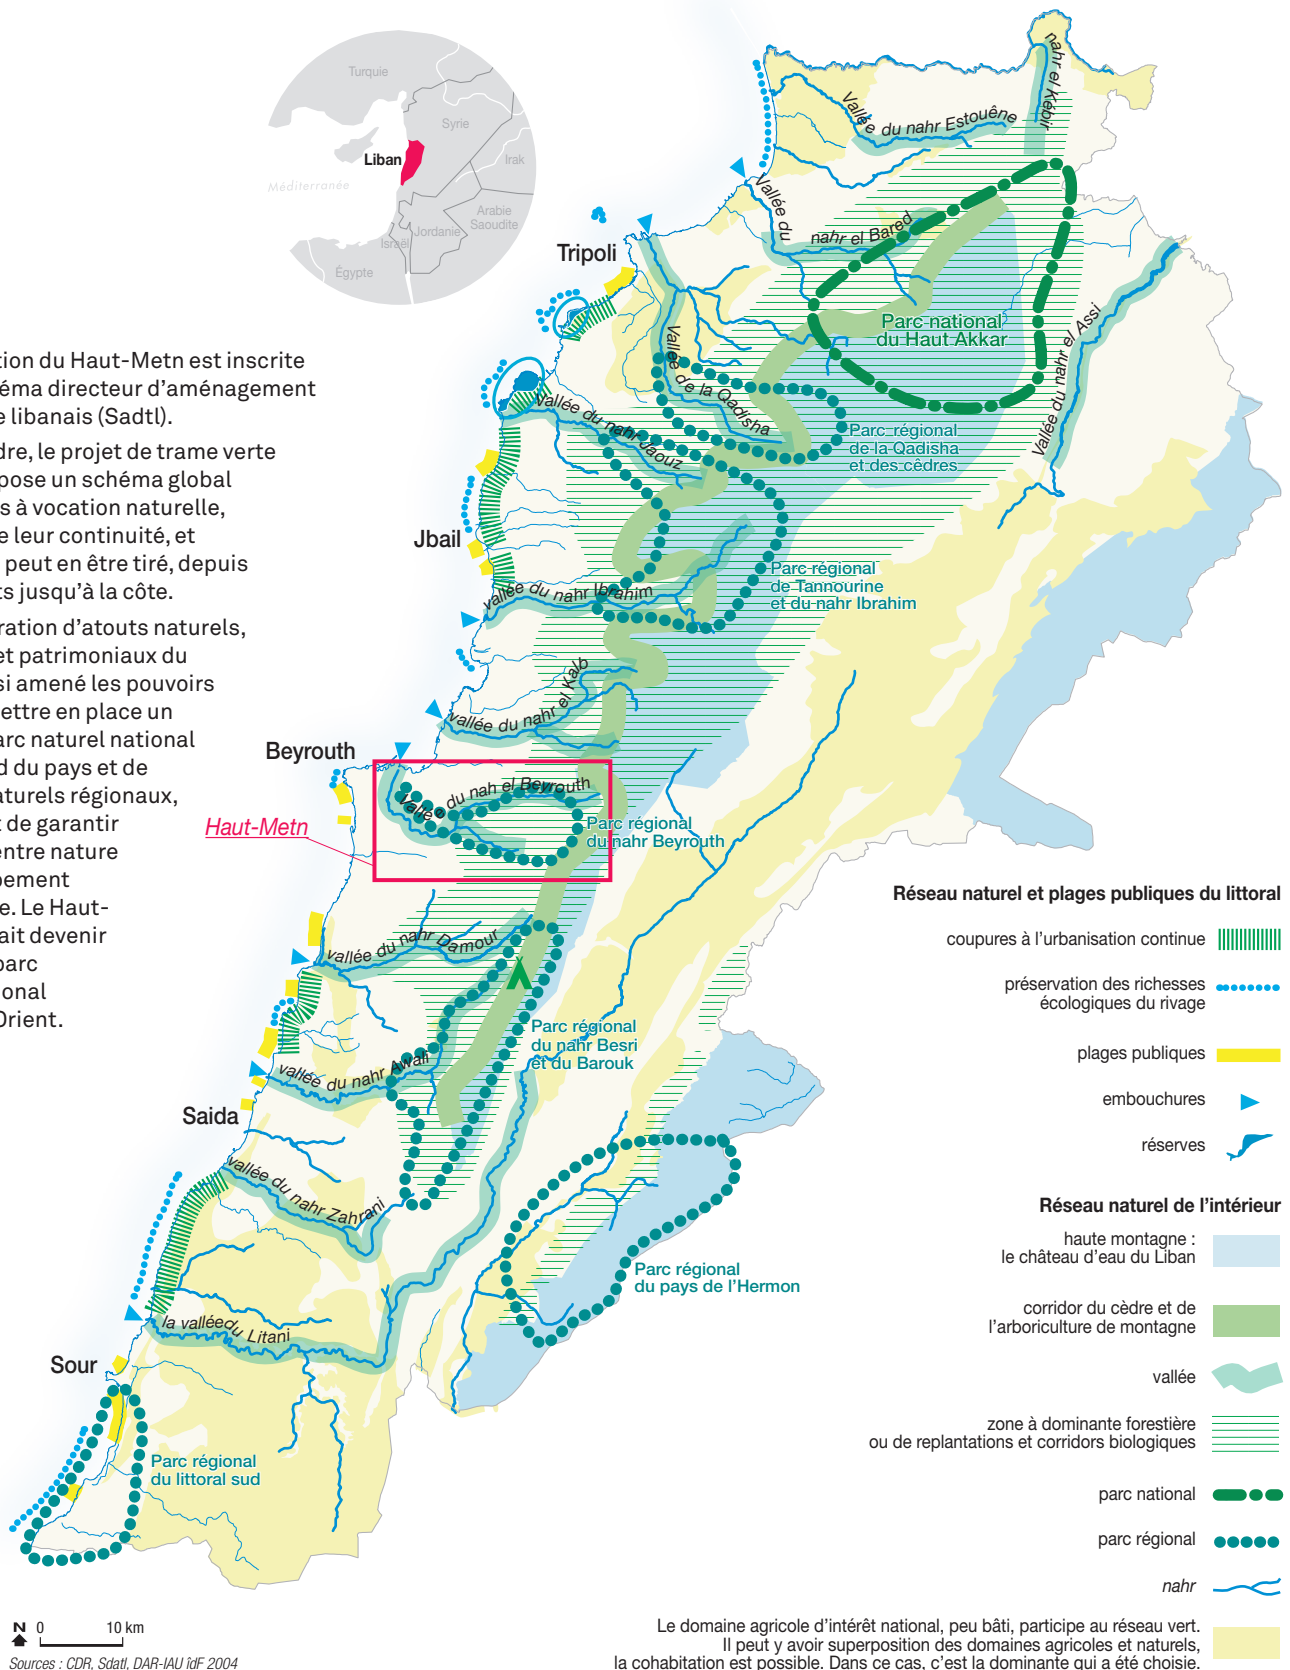 Turquie
Syrie
Liban
Irak
Méditerranée
Arabie
Saoudite
Israël
Jordanie
Égypte
tion du Haut-Metn est inscrite
éma directeur d'aménagement
e libanais (Sadtl).
dre, le projet de trame verte
pose un schéma global
s à vocation naturelle,
e leur continuité, et
peut en être tiré, depuis
ts jusqu'à la côte.
ration d'atouts naturels,
et patrimoniaux du
si amené les pouvoirs
ettre en place un
arc naturel national
d du pays et de
aturels régionaux,
t de garantir
entre nature
pement
e. Le Haut-
ait devenir
parc
ional
Orient.
nahr el Kébir
Vallée du nahr Estouêne
Vallée du
nahr el Bared
Tripoli
Parc national
du Haut Akkar
Vallée du nahr el Assi
Vallée de la Qadisha
Vallée du nahr Jaouz
Parc régional
de la Qadisha
et des cêdres
Jbail
Parc régional
de Tannourine
et du nahr Ibrahim
vallée du nahr Ibrahim
vallée du nahr el Kalb
Beyrouth
Vallée du nah el Beyrouth
Haut-Metn
Parc régional
du nahr Beyrouth
vallée du nahr Damour
Parc régional
du nahr Besri
et du Barouk
vallée du nahr Awali
Saida
vallée du nahr Zahrani
Parc régional
du pays de l'Hermon
la vallée du Litani
Sour
Parc régional
du littoral sud
Réseau naturel et plages publiques du littoral
coupures à l'urbanisation continue
préservation des richesses
écologiques du rivage
plages publiques
embouchures
réserves
Réseau naturel de l'intérieur
haute montagne :
le château d'eau du Liban
corridor du cèdre et de
l'arboriculture de montagne
vallée
zone à dominante forestière
ou de replantations et corridors biologiques
parc national
parc régional
nahr
Le domaine agricole d'intérêt national, peu bâti, participe au réseau vert.
Il peut y avoir superposition des domaines agricoles et naturels,
la cohabitation est possible. Dans ce cas, c'est la dominante qui a été choisie.
N 0 10 km
Sources : CDR, Sdatl, DAR-IAU îdF 2004